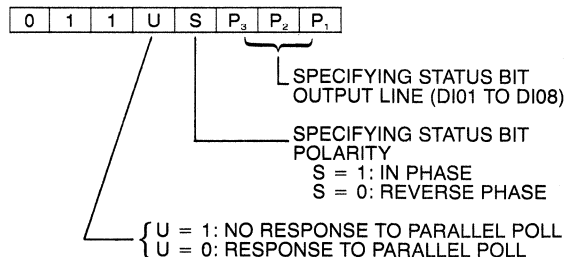 0 1 1 U S P₃ P₂ P₁
SPECIFYING STATUS BIT
OUTPUT LINE (DI01 TO DI08)
SPECIFYING STATUS BIT
POLARITY
S = 1: IN PHASE
S = 0: REVERSE PHASE
U = 1: NO RESPONSE TO PARALLEL POLL
U = 0: RESPONSE TO PARALLEL POLL